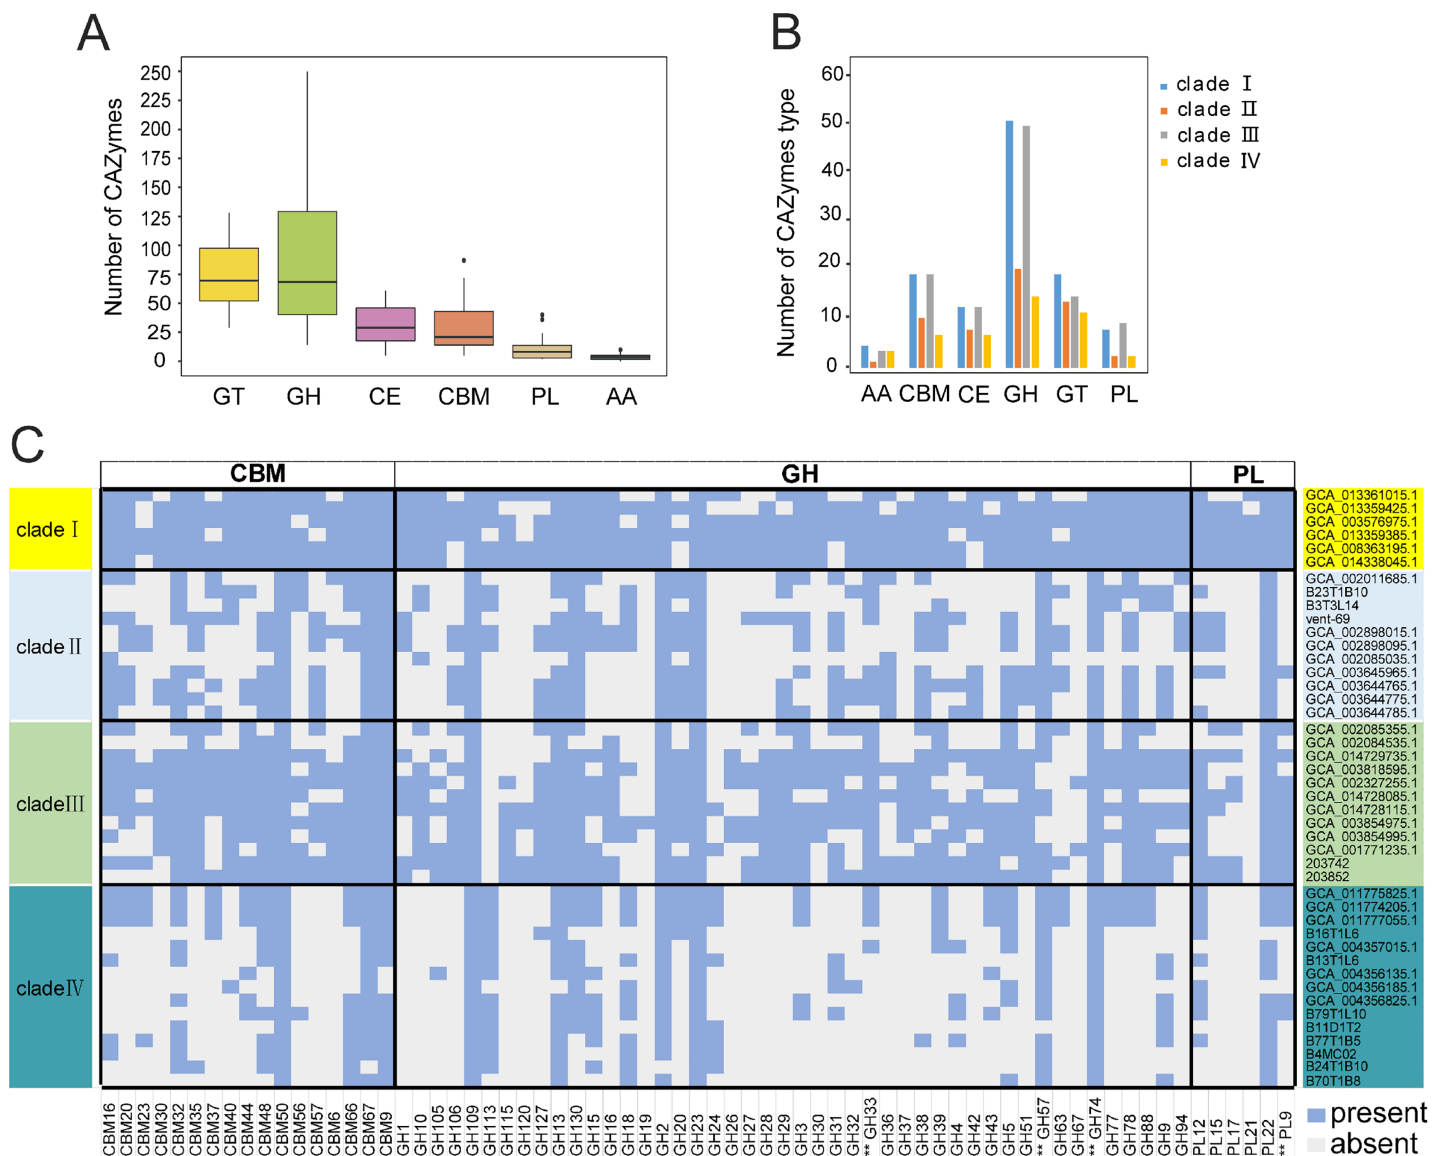 A
Number of CAZymes
250
225
200
175
150
125
100
75
50
25
0
GT GH CE CBM PL AA
B
Number of CAZymes type
60
50
40
30
20
10
0
AA CBM CE GH GT PL
clade Ⅰ
clade Ⅱ
clade Ⅲ
clade Ⅳ
C
CBM GH PL
clade Ⅰ
clade Ⅱ
cladeⅢ
cladeⅣ
GCA_013361015.1
GCA_013359425.1
GCA_003576975.1
GCA_013359385.1
GCA_008363195.1
GCA_014338045.1
GCA_002011685.1
B23T1B10
B3T3L14
vent-69
GCA_002898015.1
GCA_002898095.1
GCA_002085035.1
GCA_003645965.1
GCA_003644765.1
GCA_003644775.1
GCA_003644785.1
GCA_002085355.1
GCA_002084535.1
GCA_014729735.1
GCA_003818595.1
GCA_002327255.1
GCA_014728085.1
GCA_014728115.1
GCA_003854975.1
GCA_003854995.1
GCA_001771235.1
203742
203852
GCA_011775825.1
GCA_011774205.1
GCA_011777055.1
B16T1L6
GCA_004357015.1
B13T1L6
GCA_004356135.1
GCA_004356185.1
GCA_004356825.1
B79T1L10
B11D1T2
B77T1B5
B4MC02
B24T1B10
B70T1B8
CBM16
CBM20
CBM23
CBM30
CBM32
CBM35
CBM37
CBM40
CBM44
CBM48
CBM50
CBM56
CBM57
CBM6
CBM66
CBM67
CBM9
GH1
GH10
GH105
GH106
GH109
GH113
GH115
GH120
GH127
GH13
GH130
GH15
GH16
GH18
GH19
GH2
GH20
GH23
GH24
GH26
GH27
GH28
GH29
GH3
GH30
GH31
GH32
** GH33
GH36
GH37
GH38
GH39
GH4
GH42
GH43
GH5
GH51
** GH57
GH63
GH67
** GH74
GH77
GH78
GH88
GH9
GH94
PL12
PL15
PL17
PL21
PL22
** PL9
present
absent